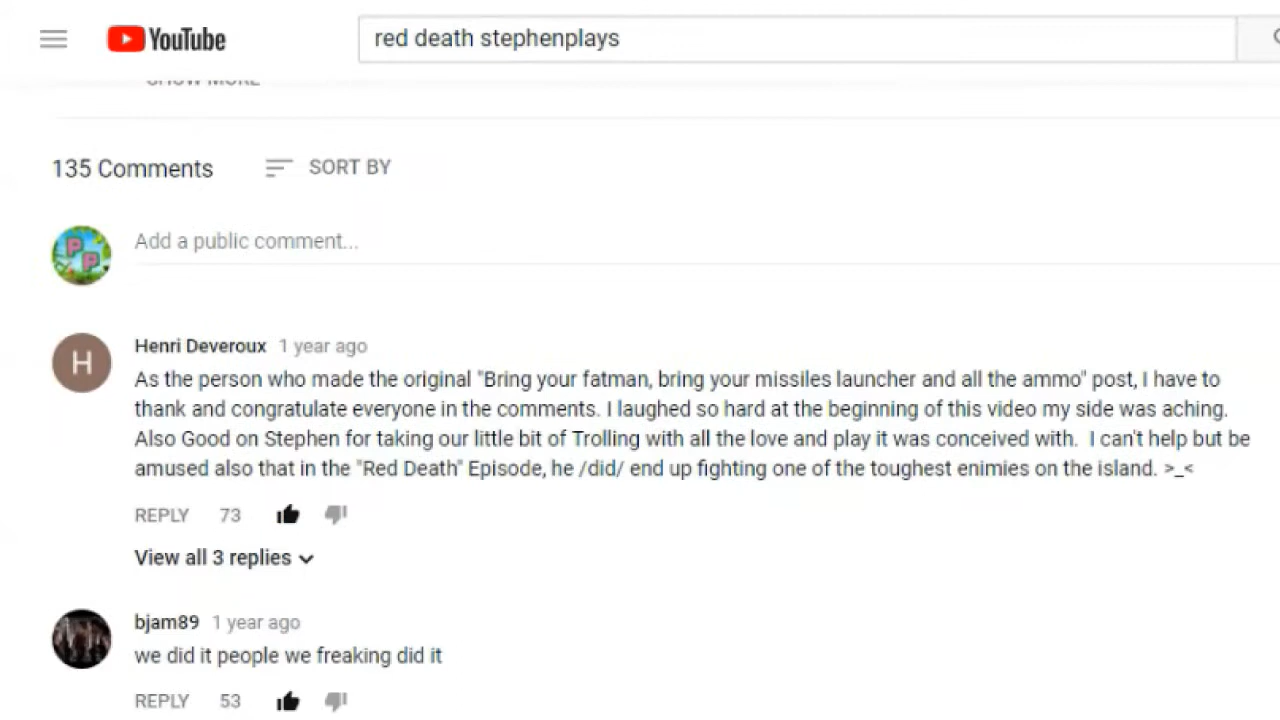 YouTube
red death stephenplays
SHOW MORE
135 Comments
SORT BY
Add a public comment...
P
P
H
Henri Deveroux 1 year ago
As the person who made the original "Bring your fatman, bring your missiles launcher and all the ammo" post, I have to
thank and congratulate everyone in the comments. I laughed so hard at the beginning of this video my side was aching.
Also Good on Stephen for taking our little bit of Trolling with all the love and play it was conceived with.  I can't help but be
amused also that in the "Red Death" Episode, he /did/ end up fighting one of the toughest enimies on the island. >_<
REPLY 73
View all 3 replies
bjam89 1 year ago
we did it people we freaking did it
REPLY 53